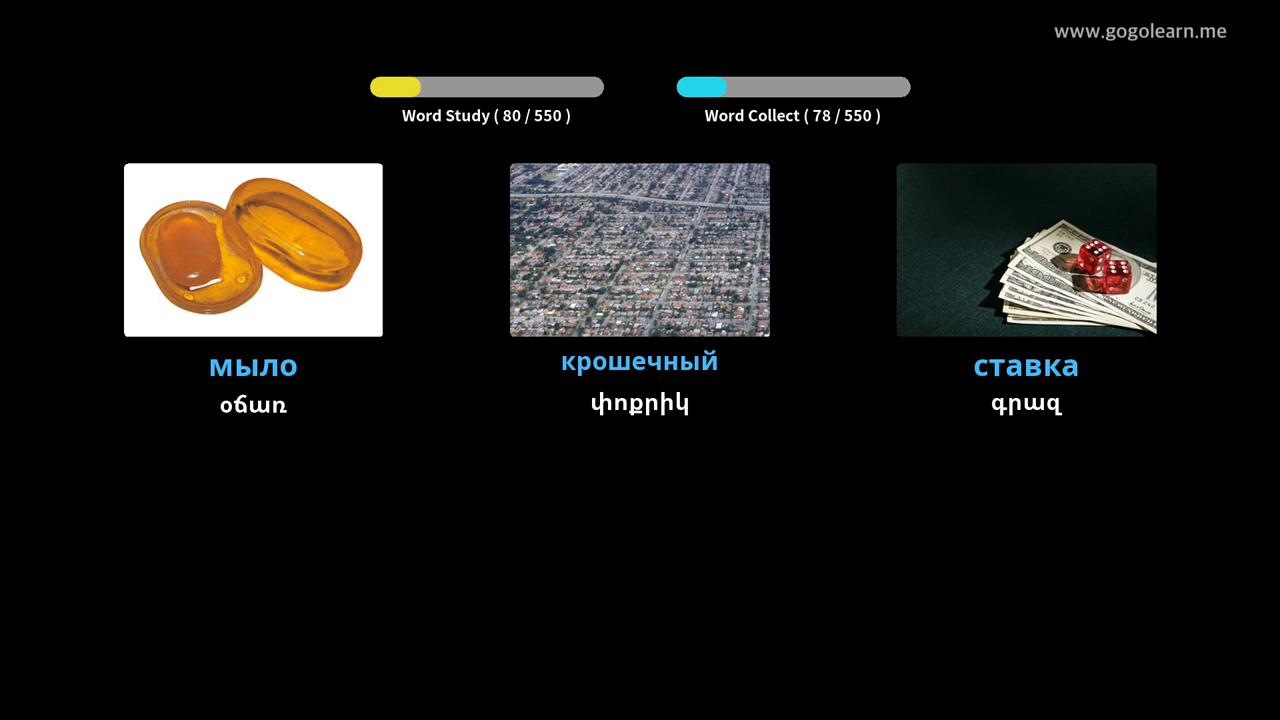 www.gogolearn.me
Word Study ( 80 / 550 )
Word Collect ( 78 / 550 )
мыло
крошечный
ставка
օճառ
փոքրիկ
գրազ